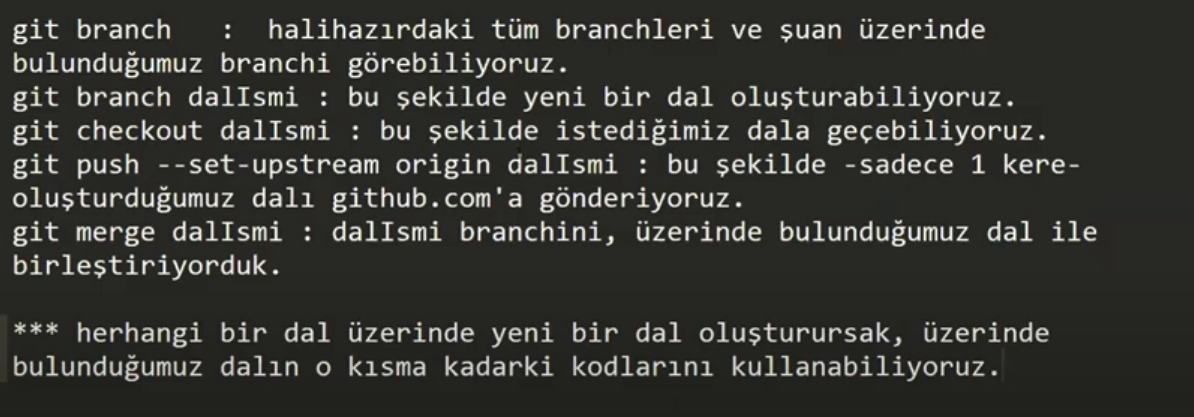 git branch   :  halihazırdaki tüm branchleri ve şuan üzerinde
bulunduğumuz branchi görebiliyoruz.
git branch dalIsmi : bu şekilde yeni bir dal oluşturabiliyoruz.
git checkout dalIsmi : bu şekilde istediğimiz dala geçebiliyoruz.
git push --set-upstream origin dalIsmi : bu şekilde -sadece 1 kere-
oluşturduğumuz dalı github.com'a gönderiyoruz.
git merge dalIsmi : dalIsmi branchini, üzerinde bulunduğumuz dal ile
birleştiriyorduk.
*** herhangi bir dal üzerinde yeni bir dal oluşturursak, üzerinde
bulunduğumuz dalın o kısma kadarki kodlarını kullanabiliyoruz.